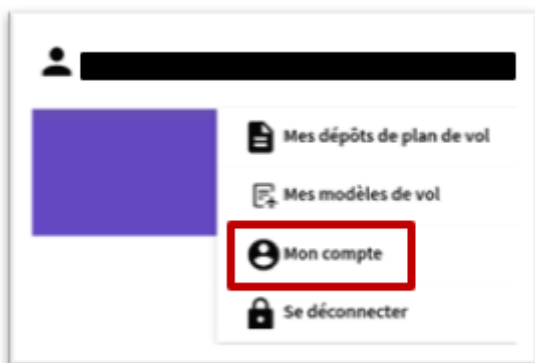 Mes dépôts de plan de vol
Mes modèles de vol
Mon compte
Se déconnecter